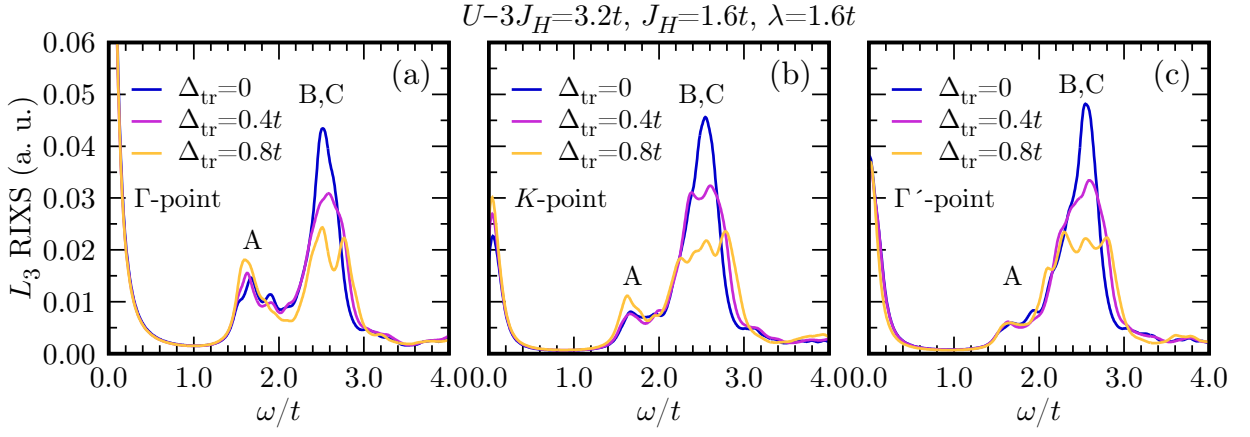 U−3J_H=3.2t, J_H=1.6t, λ=1.6t
L_3 RIXS (a. u.)
0.06
0.05
0.04
0.03
0.02
0.01
0.00
(a)
Δ_tr=0
Δ_tr=0.4t
Δ_tr=0.8t
B,C
Γ-point
A
0.0 1.0 2.0 3.0 4.0
ω/t
(b)
Δ_tr=0
Δ_tr=0.4t
Δ_tr=0.8t
B,C
K-point
A
0.0 1.0 2.0 3.0 4.0
ω/t
(c)
Δ_tr=0
Δ_tr=0.4t
Δ_tr=0.8t
B,C
Γ´-point
A
0.0 1.0 2.0 3.0 4.0
ω/t